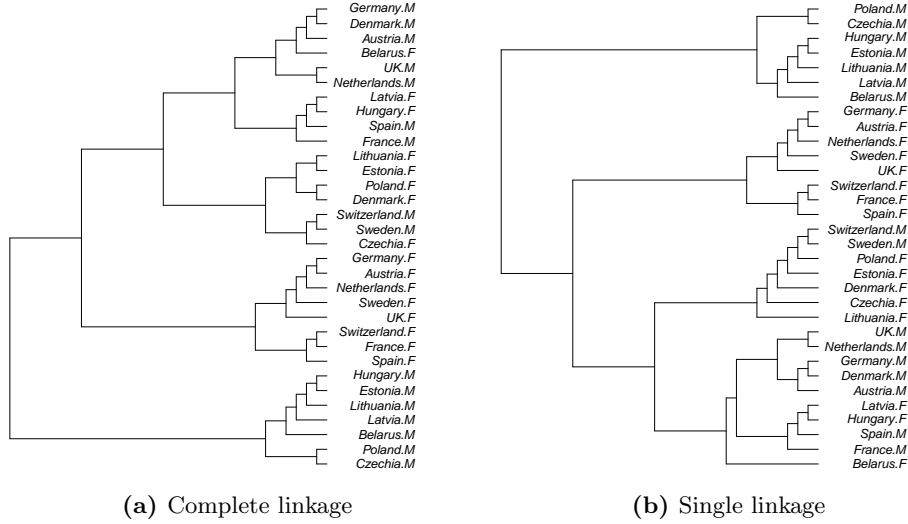 Germany.M
Denmark.M
Austria.M
Belarus.F
UK.M
Netherlands.M
Latvia.F
Hungary.F
Spain.M
France.M
Lithuania.F
Estonia.F
Poland.F
Denmark.F
Switzerland.M
Sweden.M
Czechia.F
Germany.F
Austria.F
Netherlands.F
Sweden.F
UK.F
Switzerland.F
France.F
Spain.F
Hungary.M
Estonia.M
Lithuania.M
Latvia.M
Belarus.M
Poland.M
Czechia.M
(a) Complete linkage
Poland.M
Czechia.M
Hungary.M
Estonia.M
Lithuania.M
Latvia.M
Belarus.M
Germany.F
Austria.F
Netherlands.F
Sweden.F
UK.F
Switzerland.F
France.F
Spain.F
Switzerland.M
Sweden.M
Poland.F
Estonia.F
Denmark.F
Czechia.F
Lithuania.F
UK.M
Netherlands.M
Germany.M
Denmark.M
Austria.M
Latvia.F
Hungary.F
Spain.M
France.M
Belarus.F
(b) Single linkage